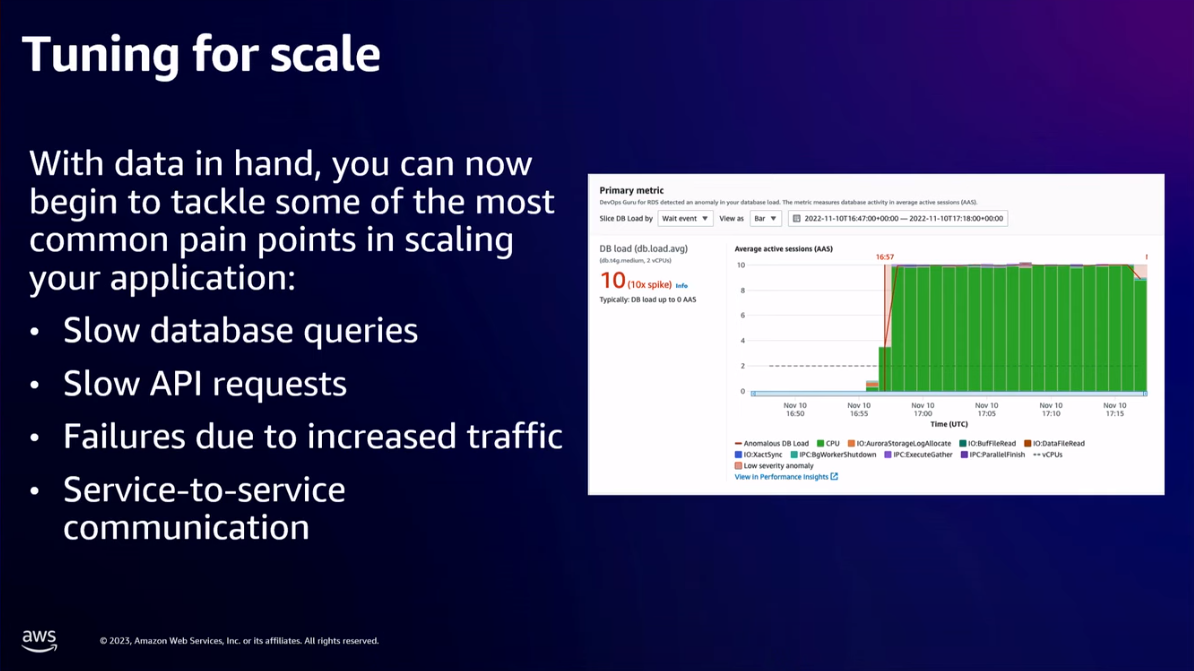 Tuning for scale
With data in hand, you can now
begin to tackle some of the most
common pain points in scaling
your application:
• Slow database queries
• Slow API requests
• Failures due to increased traffic
• Service-to-service
communication
Primary metric
DevOps Guru for RDS detected an anomaly in your database load. The metric measures database activity in average active sessions (AAS).
Slice DB Load by Wait event ▼ View as Bar ▼ 2022-11-10T16:47:00+00:00 — 2022-11-10T17:18:00+00:00
DB load (db.load.avg)
(db.t4g.medium, 2 vCPUs)
10 (10x spike) Info
Typically: DB load up to 0 AAS
Average active sessions (AAS)
16:57
10
8
6
4
2
0
Nov 10 Nov 10 Nov 10 Nov 10 Nov 10 Nov 10
16:50 16:55 17:00 17:05 17:10 17:15
Time (UTC)
Anomalous DB Load CPU IO:AuroraStorageLogAllocate IO:BufFileRead IO:DataFileRead
IO:XactSync IPC:BgWorkerShutdown IPC:ExecuteGather IPC:ParallelFinish vCPUs
Low severity anomaly
View in Performance Insights
aws
© 2023, Amazon Web Services, Inc. or its affiliates. All rights reserved.